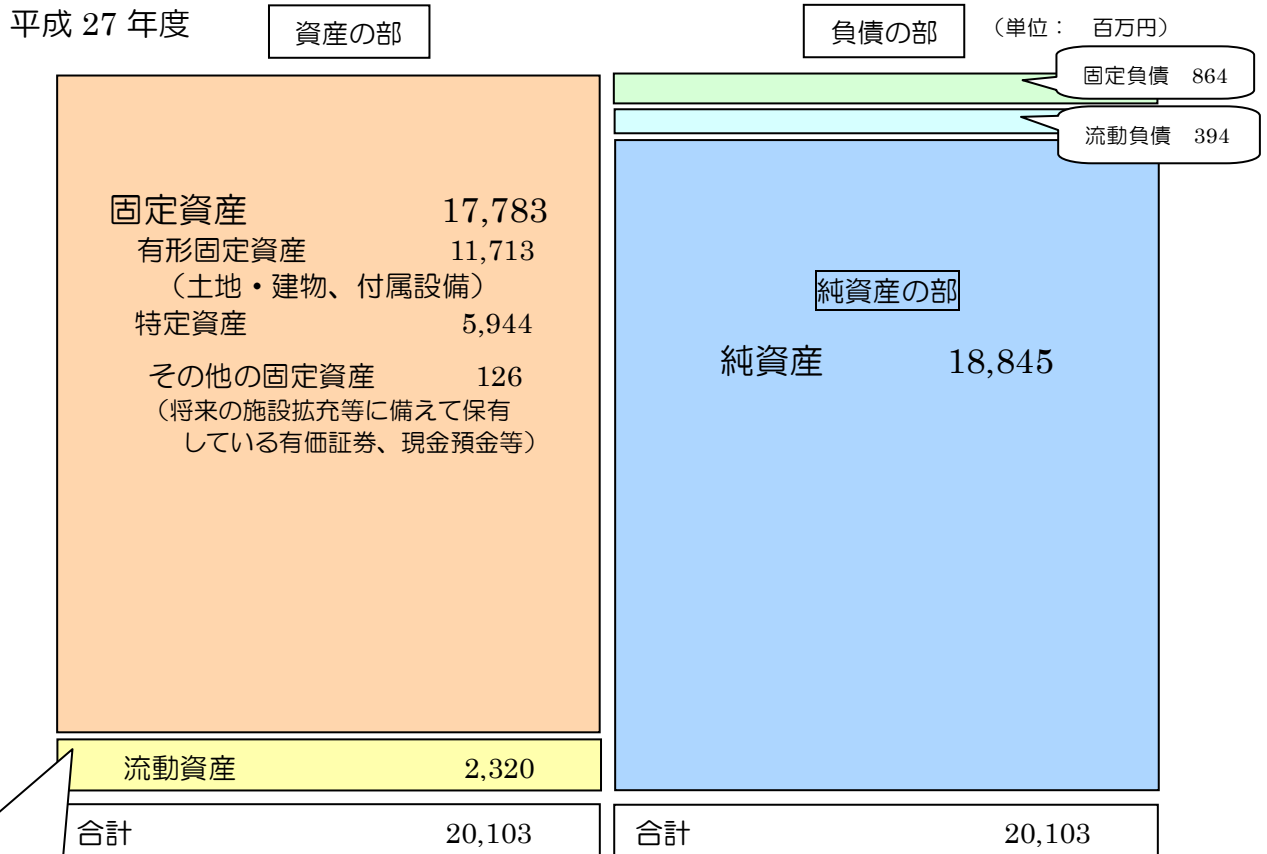 平成 27 年度
資産の部
負債の部
（単位： 百万円）
固定負債 864
流動負債 394
固定資産 17,783
有形固定資産 11,713
（土地・建物、付属設備）
特定資産 5,944
その他の固定資産 126
（将来の施設拡充等に備えて保有
している有価証券、現金預金等）
純資産の部
純資産 18,845
流動資産 2,320
合計 20,103
合計 20,103